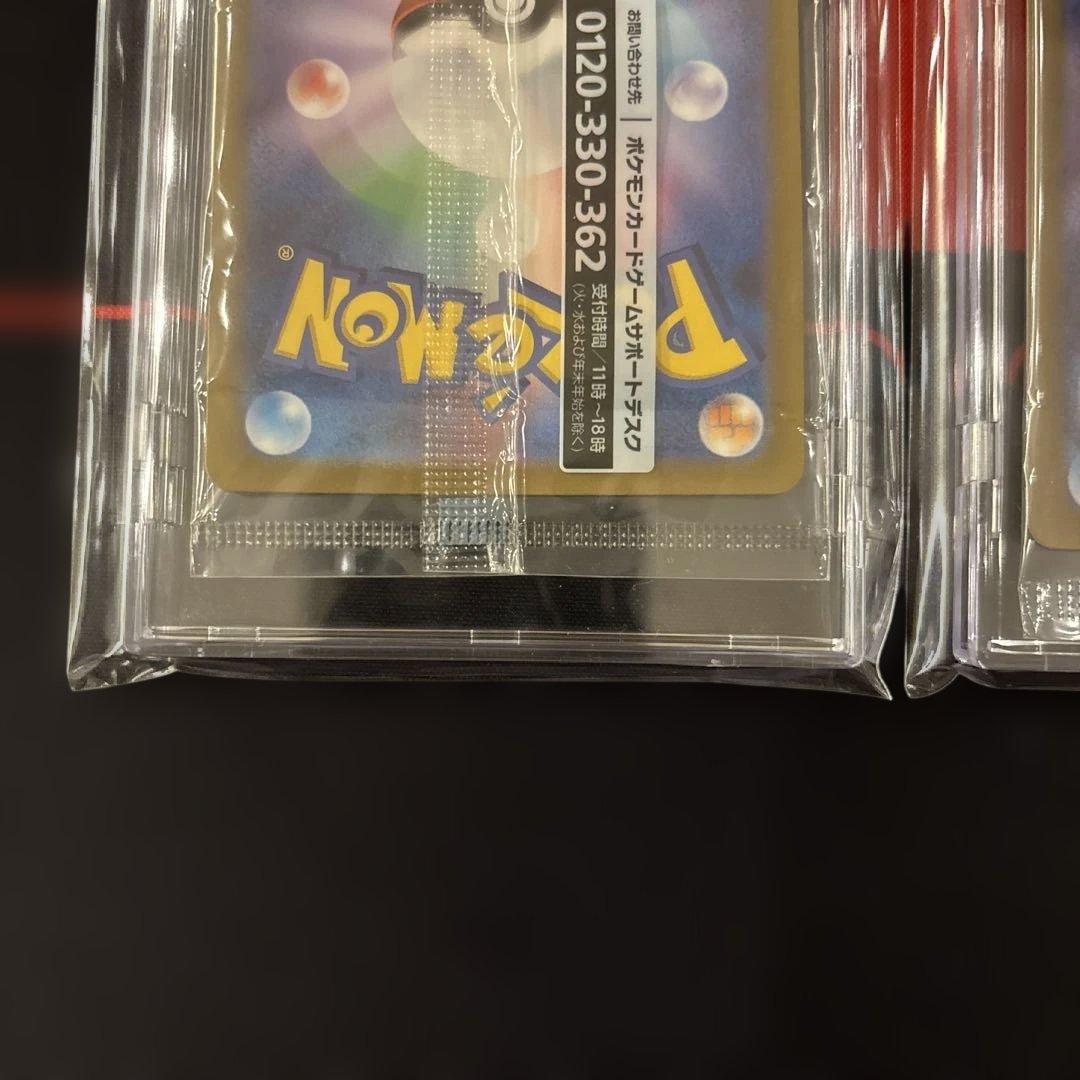 お問い合わせ先 | ポケモンカードゲームサポートデスク
0120-330-362 受付時間/11時~18時
(火・水および年末年始を除く)
POKéMON
®